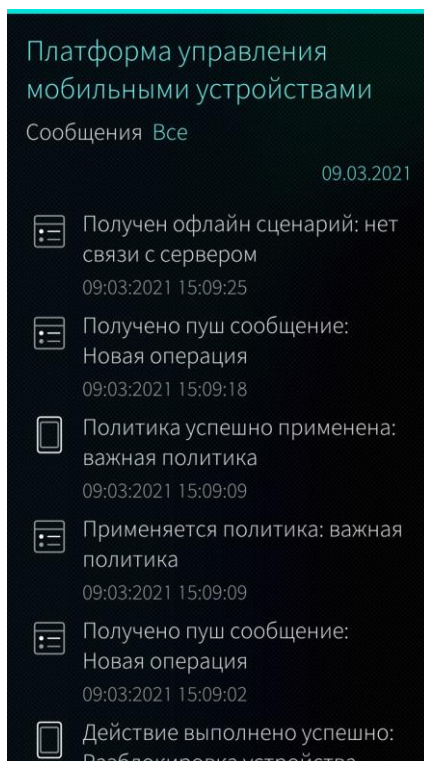 Платформа управления
мобильными устройствами
Сообщения Все
09.03.2021
Получен офлайн сценарий: нет
связи с сервером
09:03:2021 15:09:25
Получено пуш сообщение:
Новая операция
09:03:2021 15:09:18
Политика успешно применена:
важная политика
09:03:2021 15:09:09
Применяется политика: важная
политика
09:03:2021 15:09:09
Получено пуш сообщение:
Новая операция
09:03:2021 15:09:02
Действие выполнено успешно:
Разблокировка устройства